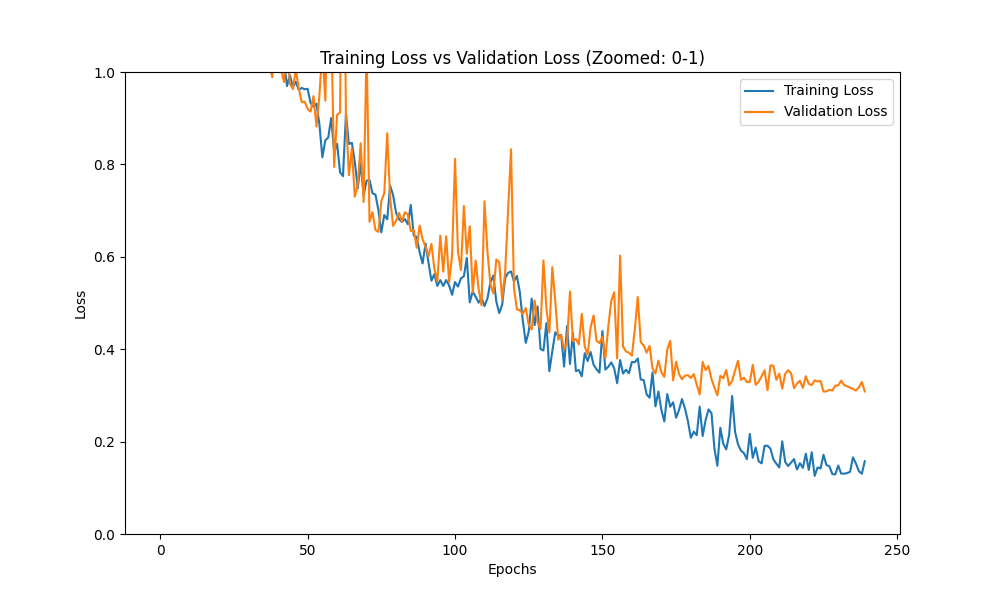 Training Loss vs Validation Loss (Zoomed: 0-1)
Training Loss
Validation Loss
1.0
0.8
0.6
0.4
0.2
0.0
Loss
0 50 100 150 200 250
Epochs